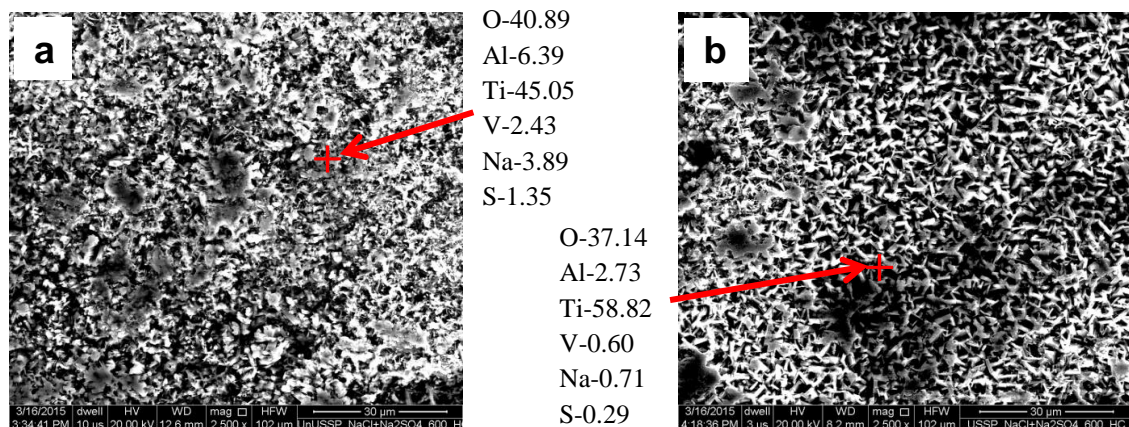 a
O-40.89
Al-6.39
Ti-45.05
V-2.43
Na-3.89
S-1.35
b
O-37.14
Al-2.73
Ti-58.82
V-0.60
Na-0.71
S-0.29
3/16/2015 dwell HV WD mag □ HFW 30 µm
3:34:41 PM 10 µs 20.00 kV 12.6 mm 2 500 x 102 µm UnUSSP_NaCl+Na2SO4_600_HC
3/16/2015 dwell HV WD mag □ HFW 30 µm
4:18:36 PM 3 µs 20.00 kV 8.2 mm 2 500 x 102 µm USSP_NaCl+Na2SO4_600_HC